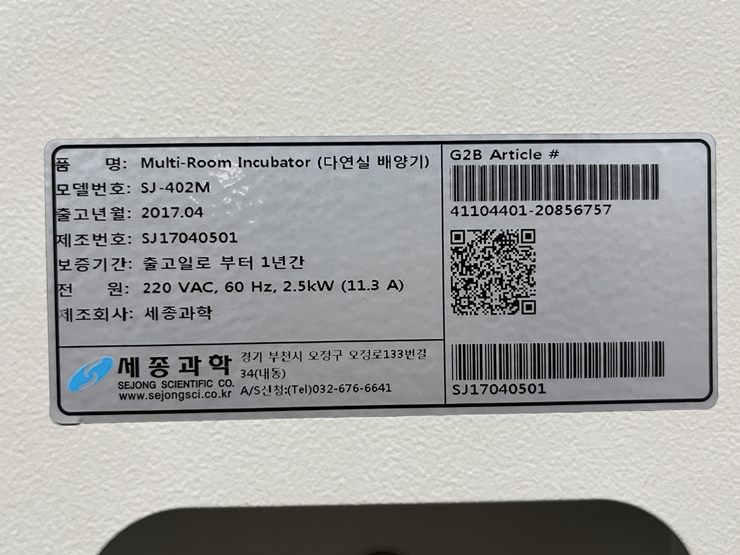 품 명: Multi-Room Incubator (다연실 배양기)
모델번호: SJ-402M
출고년월: 2017.04
제조번호: SJ17040501
보증기간: 출고일로 부터 1년간
전 원: 220 VAC, 60 Hz, 2.5kW (11.3 A)
제조회사: 세종과학
세종과학
SEJONG SCIENTIFIC CO.
www.sejongsci.co.kr
경기 부천시 오정구 오정로133번길
34(내동)
A/S신청:(Tel)032-676-6641
G2B Article #
41104401-20856757
SJ17040501